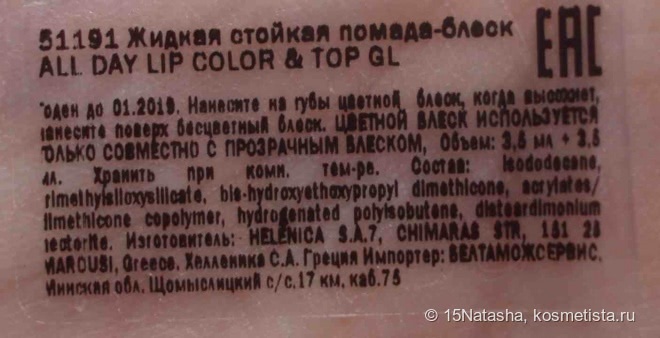 51191 Жидкая стойкая помада-блеск
ALL DAY LIP COLOR & TOP GL
EAC
оден до 01.2019. Нанесите на губы цветной блеск, когда высохнет,
нанесите поверх бесцветный блеск. ЦВЕТНОЙ БЛЕСК ИСПОЛЬЗУЕТСЯ
ТОЛЬКО СОВМЕСТНО С ПРОЗРАЧНЫМ БЛЕСКОМ, Объем: 3,5 мл + 3,5
мл. Хранить при комн. тем-ре. Состав: Isododecane,
rimethylsiloxysilicate, bis-hydroxyethoxypropyl dimethicone, acrylates/
limethicone copolymer, hydrogenated polyisobutene, disteardimonium
hectorite. Изготовитель: HELENICA S.A.7, CHIMARAS STR, 151 25
MAROUSI, Greece. Хелленика С.А. Греция Импортер: БЕЛТАМОЖСЕРВИС.
Минская обл. Щомыслицкий с/с.17 км, каб.75
© 15Natasha, kosmetista.ru